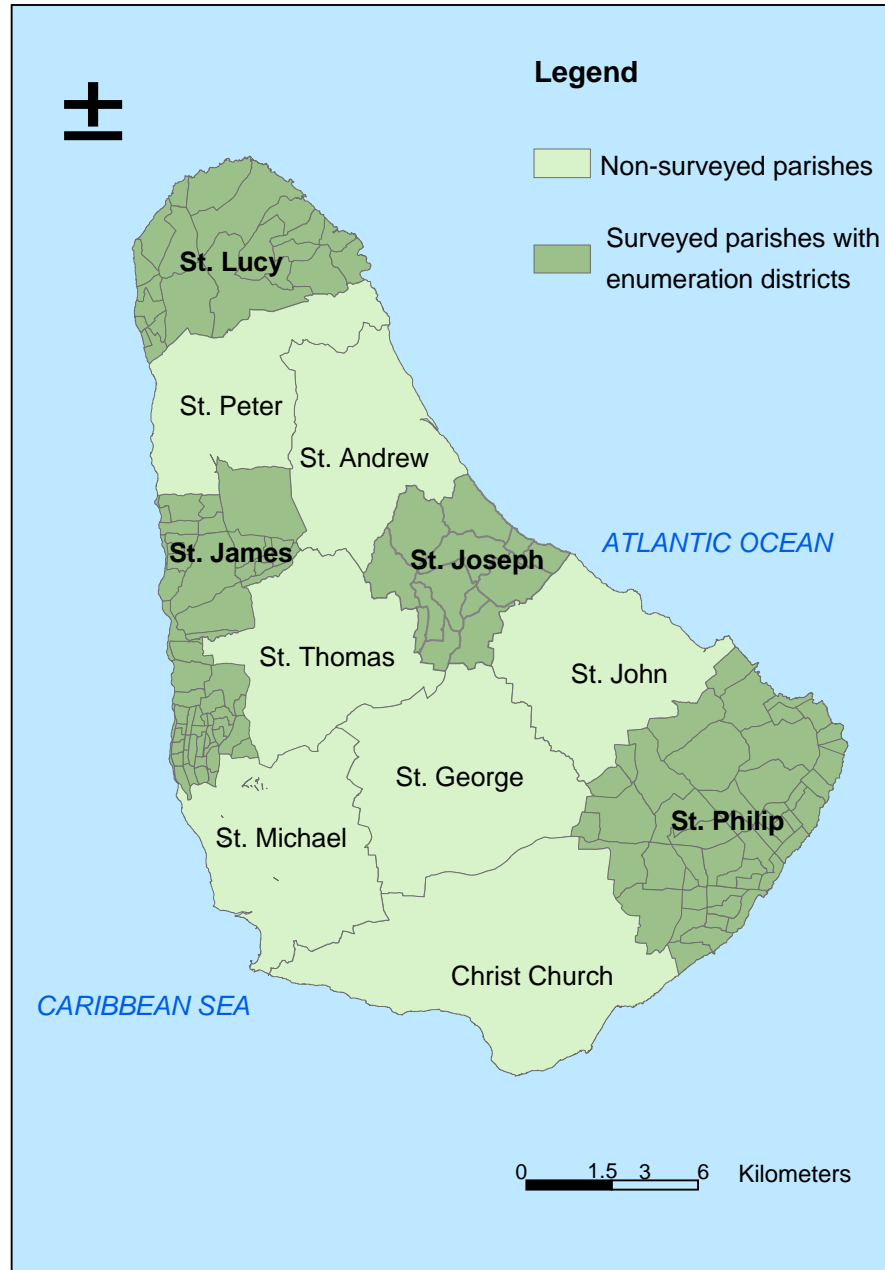 Legend
Non-surveyed parishes
Surveyed parishes with
enumeration districts
St. Lucy
St. Peter
St. Andrew
ATLANTIC OCEAN
St. James
St. Joseph
St. Thomas
St. John
St. George
St. Philip
St. Michael
Christ Church
CARIBBEAN SEA
0 1.5 3 6 Kilometers